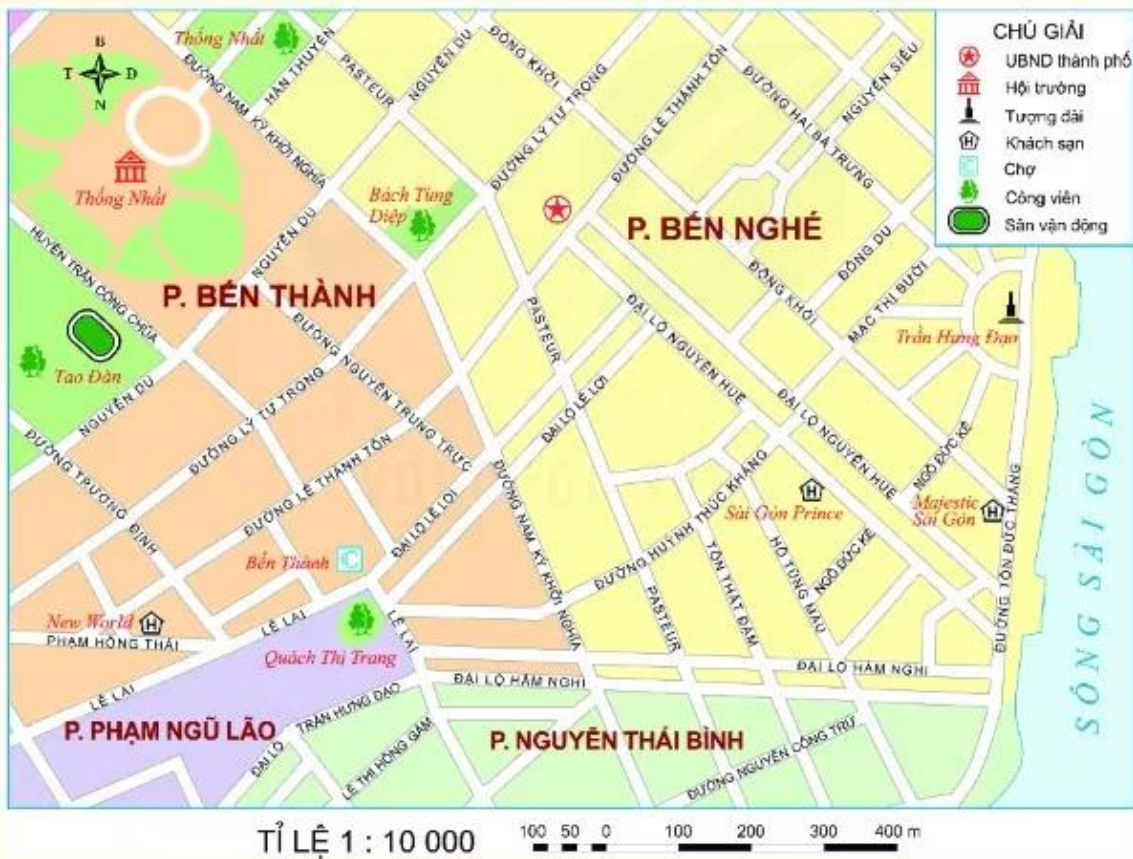 CHÚ GIẢI
UBND thành phố
Hội trường
Tượng đài
Khách sạn
Chợ
Công viên
Sân vận động
B
T
D
N
Thống Nhất
ĐƯỜNG NAM KỲ KHỞI NGHĨA
HÀN THUYÊN
PASTEUR
NGUYỄN DU
ĐỒNG KHỞI
ĐƯỜNG LÝ TỰ TRỌNG
ĐƯỜNG LÊ THÁNH TÔN
ĐƯỜNG HAI BÀ TRƯNG
NGUYỄN SIÊU
Thống Nhất
Bách Tùng
Diệp
HUYỀN TRÂN CÔNG CHÚA
NGUYỄN DU
P. BẾN THÀNH
P. BẾN NGHÉ
ĐỒNG KHỞI
ĐÔNG DU
MẠC THỊ BƯỞI
Trần Hưng Đạo
Tao Đàn
NGUYỄN DU
ĐƯỜNG LÝ TỰ TRỌNG
ĐƯỜNG NGUYỄN TRUNG TRỰC
PASTEUR
ĐẠI LỘ NGUYỄN HUỆ
ĐẠI LỘ LÊ LỢI
ĐẠI LỘ NGUYỄN HUỆ
ĐƯỜNG TRƯƠNG ĐỊNH
ĐƯỜNG LÊ THÁNH TÔN
ĐẠI LỘ LÊ LỢI
ĐƯỜNG NAM KỲ KHỞI NGHĨA
ĐƯỜNG HUỲNH THÚC KHÁNG
Sài Gòn Prince
NGÔ ĐỨC KẾ
Majestic
Sài Gòn
ĐƯỜNG TÔN ĐỨC THẮNG
SÔNG SÀI GÒN
Bến Thành
TÔN THẤT ĐẠM
HỒ TÙNG MẬU
NGÔ ĐỨC KẾ
PASTEUR
New World
PHẠM HỒNG THÁI
LÊ LAI
LÊ LAI
Quách Thị Trang
ĐẠI LỘ HÀM NGHI
ĐẠI LỘ HÀM NGHI
LÊ LAI
P. PHẠM NGŨ LÃO
ĐẠI LỘ TRẦN HƯNG ĐẠO
LÊ THỊ HỒNG GẤM
P. NGUYỄN THÁI BÌNH
ĐƯỜNG NGUYỄN CÔNG TRỨ
TỈ LỆ 1 : 10 000
100 50 0 100 200 300 400 m